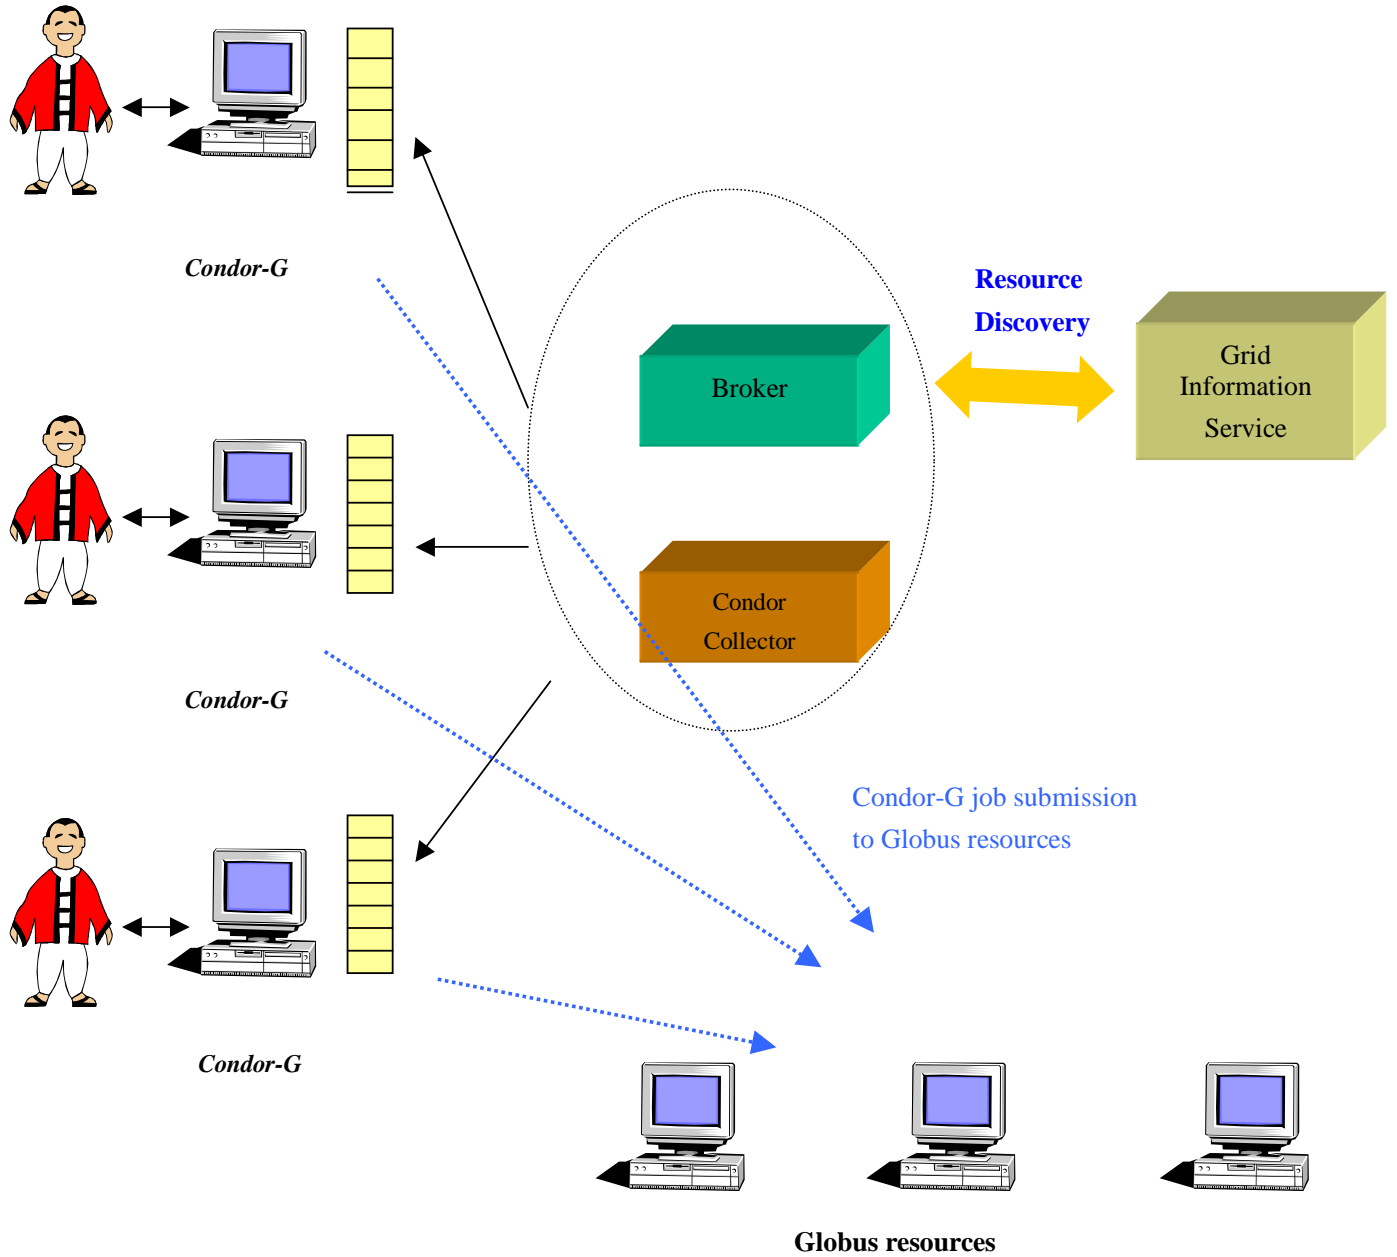 Condor-G
Resource
Discovery
Grid
Information
Service
Broker
Condor
Collector
Condor-G
Condor-G job submission
to Globus resources
Condor-G
Globus resources